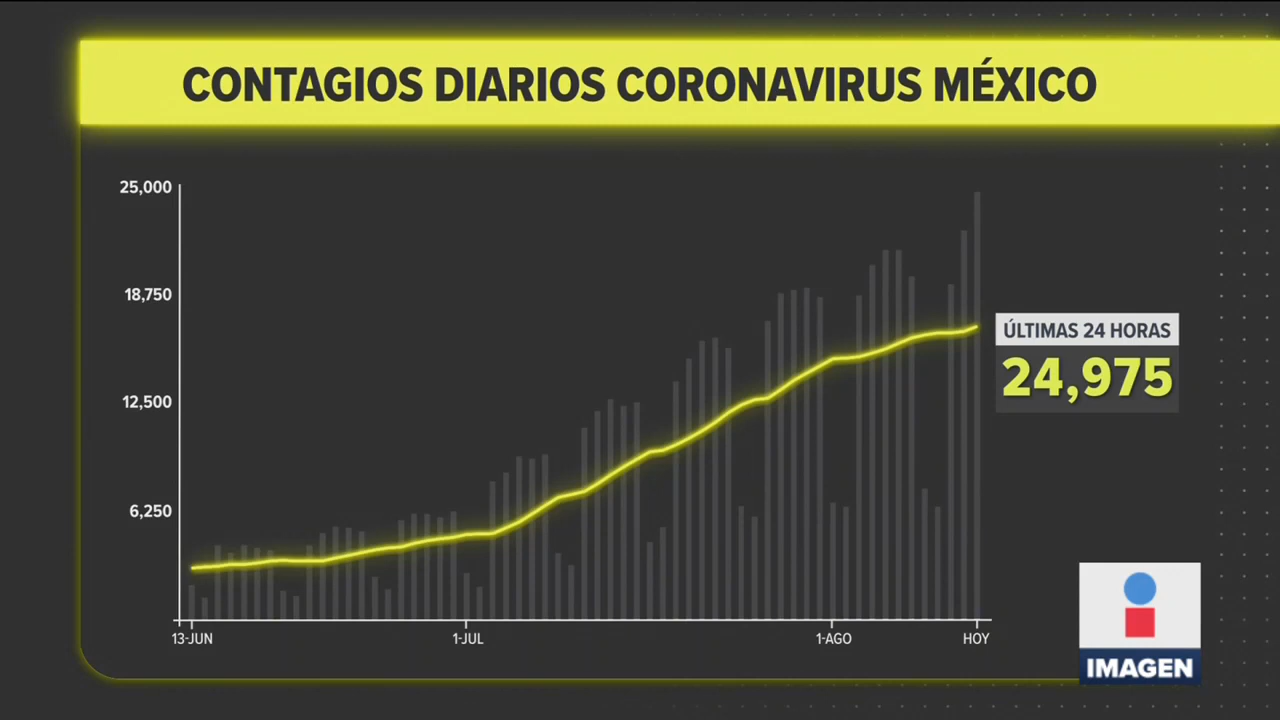 CONTAGIOS DIARIOS CORONAVIRUS MÉXICO
25,000
18,750
12,500
6,250
13-JUN
1-JUL
1-AGO
HOY
ÚLTIMAS 24 HORAS
24,975
IMAGEN